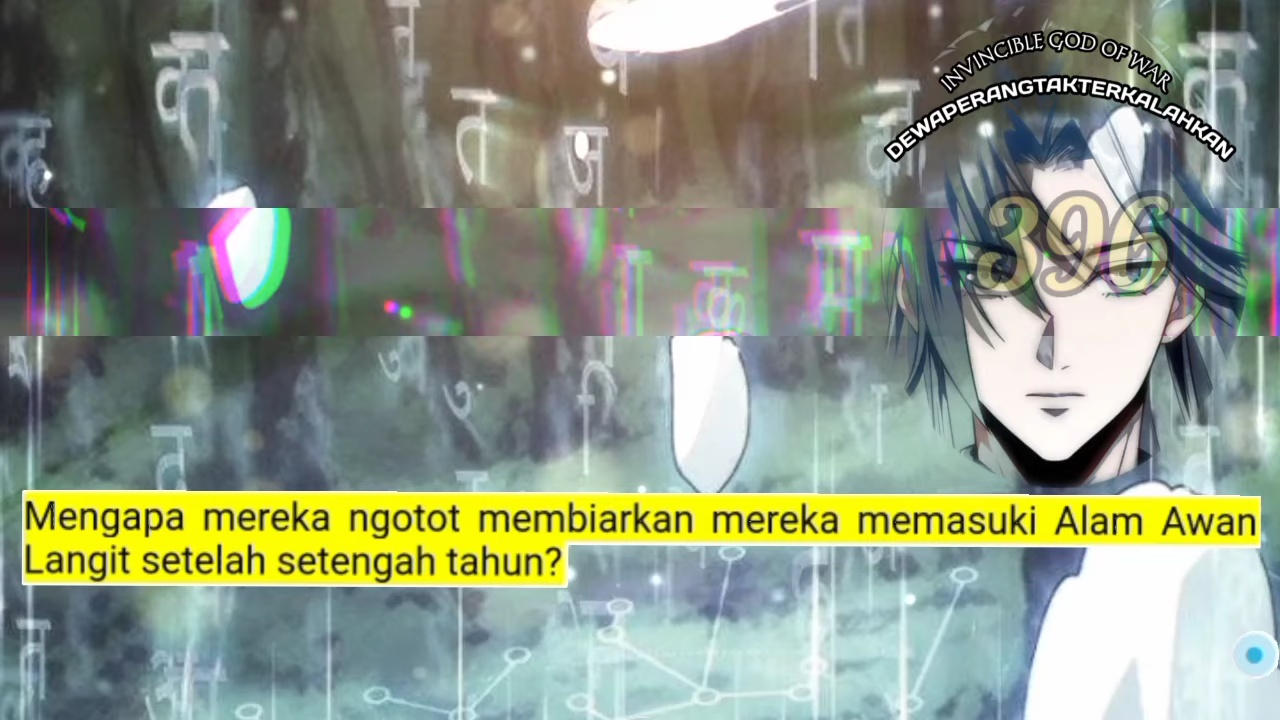 INVINCIBLE GOD OF WAR
DEWAPERANGTAKTERKALAHKAN
396
Mengapa mereka ngotot membiarkan mereka memasuki Alam Awan
Langit setelah setengah tahun?